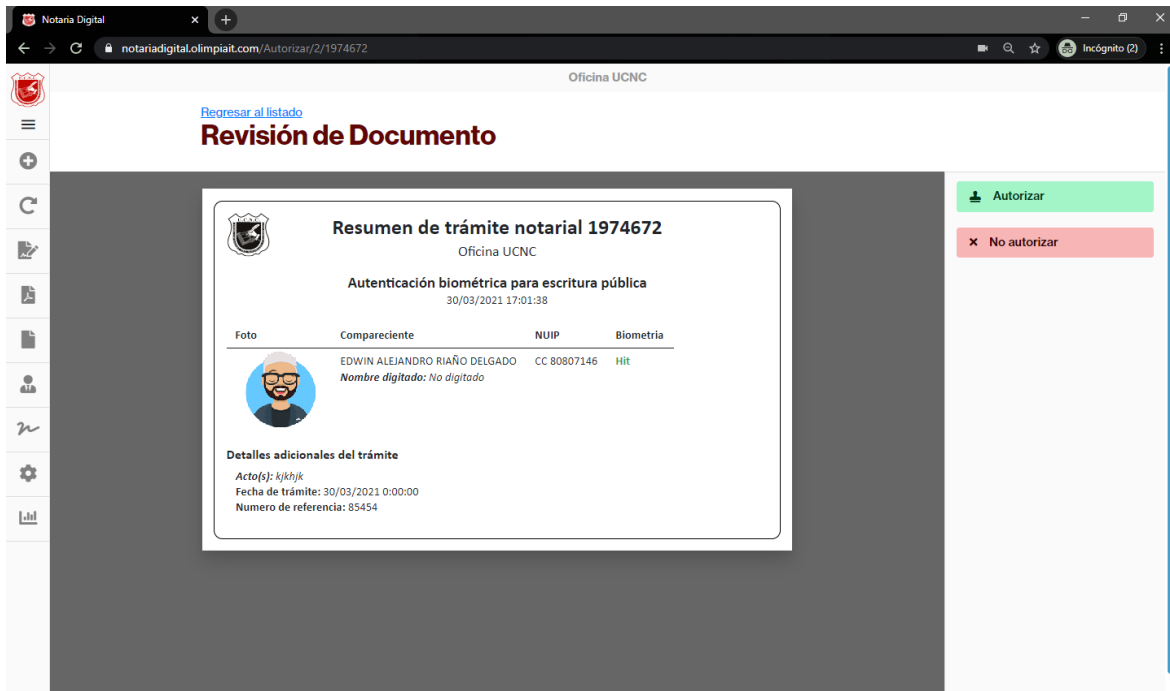 Notaria Digital
notariadigital.olimpiait.com/Autorizar/2/1974672
Incógnito (2)
Oficina UCNC
Regresar al listado
Revisión de Documento
Autorizar
No autorizar
Resumen de trámite notarial 1974672
Oficina UCNC
Autenticación biométrica para escritura pública
30/03/2021 17:01:38
Foto Compareciente NUIP Biometria
EDWIN ALEJANDRO RIAÑO DELGADO CC 80807146 Hit
Nombre digitado: No digitado
Detalles adicionales del trámite
Acto(s): kjkhjk
Fecha de trámite: 30/03/2021 0:00:00
Numero de referencia: 85454